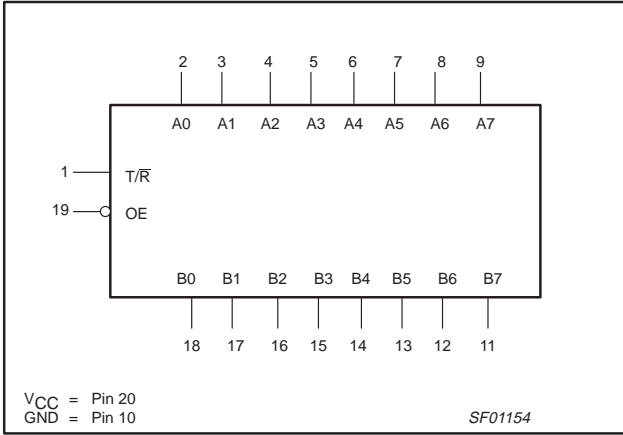 2 3 4 5 6 7 8 9
A0 A1 A2 A3 A4 A5 A6 A7
1 T/R̅
19 OE
B0 B1 B2 B3 B4 B5 B6 B7
18 17 16 15 14 13 12 11
VCC = Pin 20
GND = Pin 10
SF01154